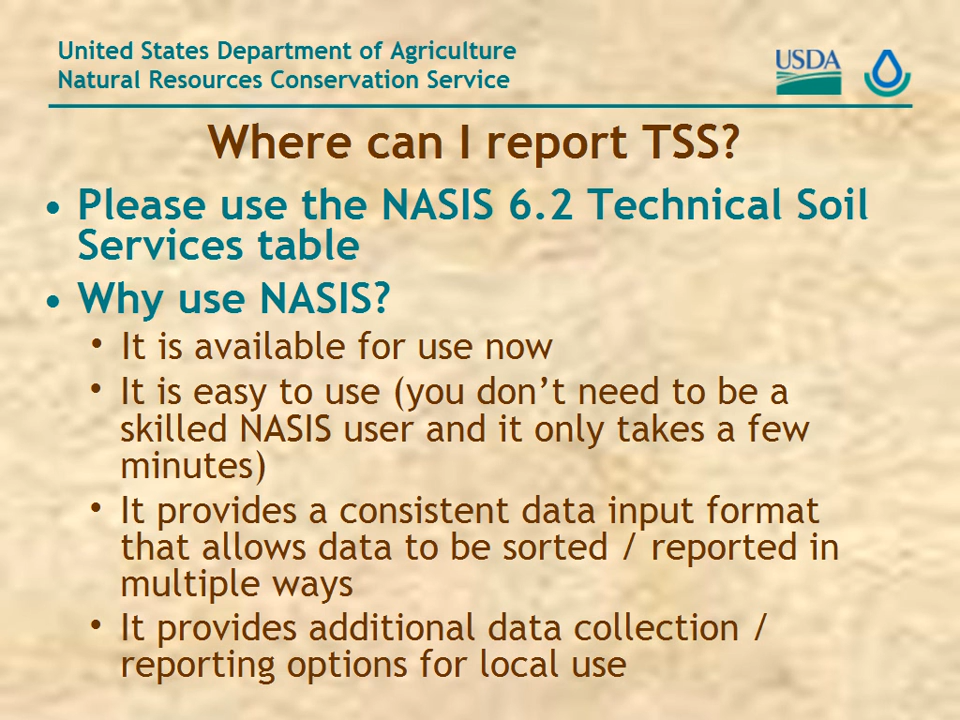 United States Department of Agriculture
Natural Resources Conservation Service
USDA
Where can I report TSS?
• Please use the NASIS 6.2 Technical Soil
Services table
• Why use NASIS?
• It is available for use now
• It is easy to use (you don’t need to be a
skilled NASIS user and it only takes a few
minutes)
• It provides a consistent data input format
that allows data to be sorted / reported in
multiple ways
• It provides additional data collection /
reporting options for local use